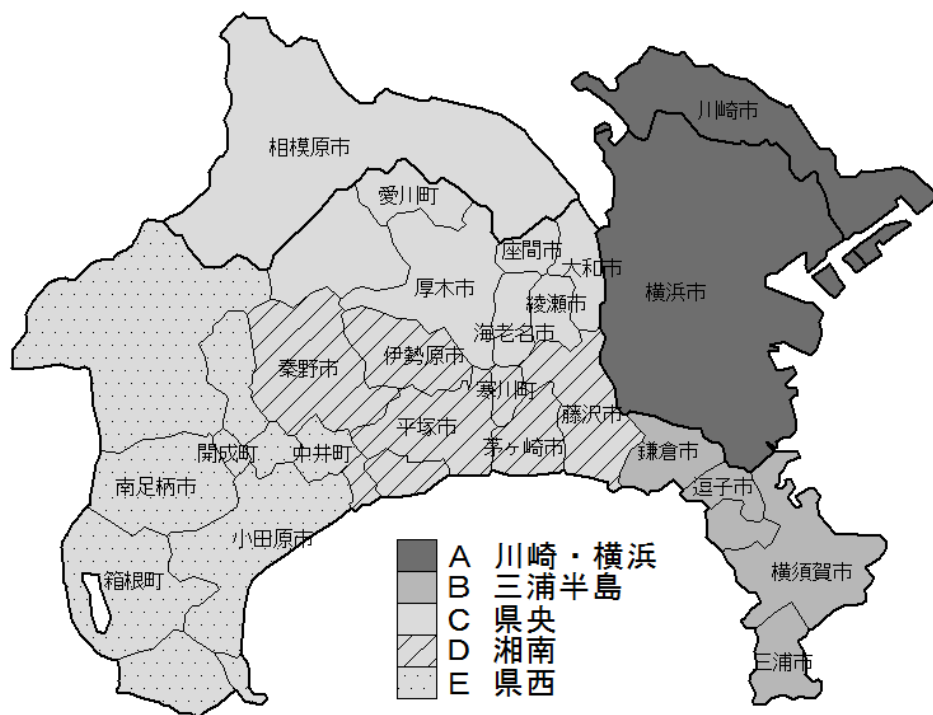 川崎市
相模原市
愛川町
座間市
大和市
厚木市
横浜市
綾瀬市
海老名市
伊勢原市
秦野市
寒川町
藤沢市
平塚市
茅ヶ崎市
開成町
中井町
鎌倉市
南足柄市
逗子市
小田原市
横須賀市
箱根町
三浦市
A 川崎・横浜
B 三浦半島
C 県央
D 湘南
E 県西